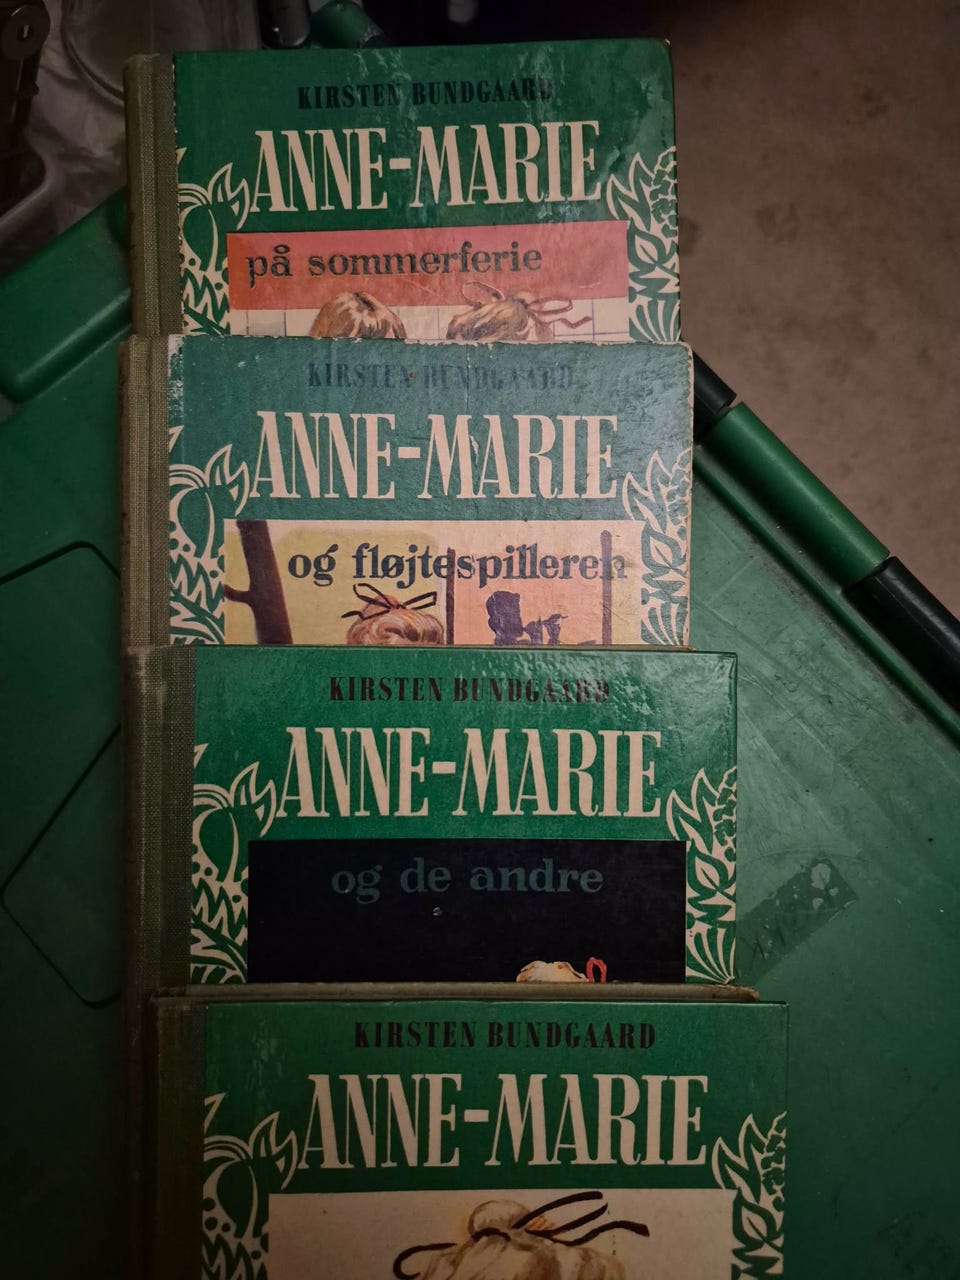 KIRSTEN BUNDGAARD
ANNE-MARIE
på sommerferie
KIRSTEN BUNDGAARD
ANNE-MARIE
og fløjtespilleren
KIRSTEN BUNDGAARD
ANNE-MARIE
og de andre
KIRSTEN BUNDGAARD
ANNE-MARIE